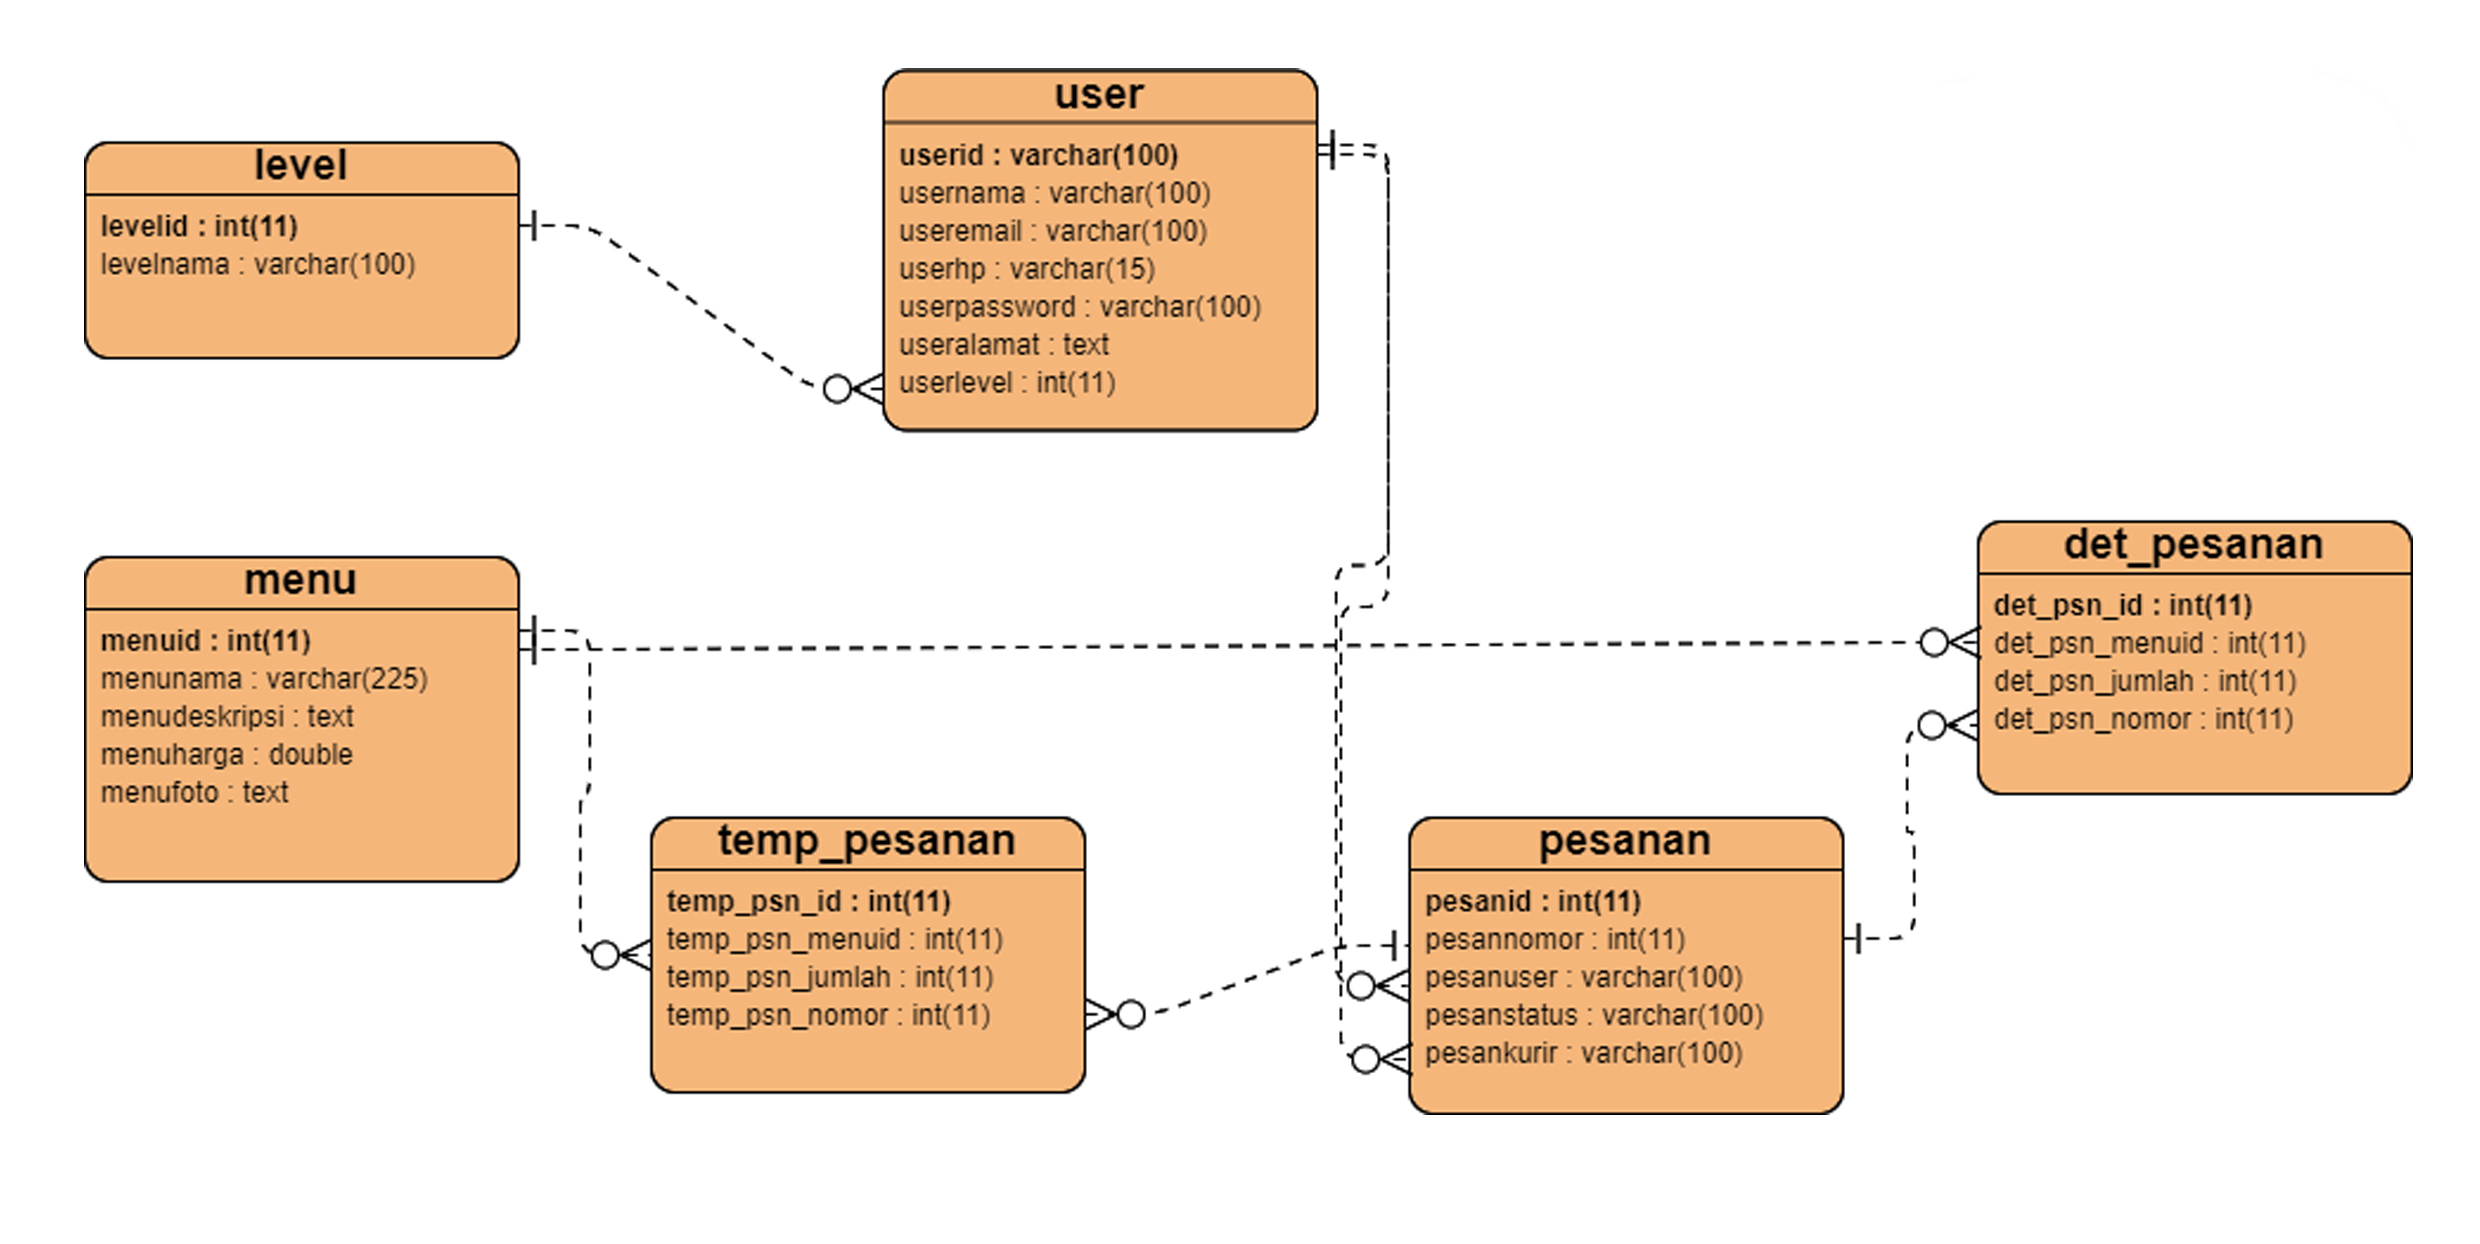 user
userid : varchar(100)
usernama : varchar(100)
useremail : varchar(100)
userhp : varchar(15)
userpassword : varchar(100)
useralamat : text
userlevel : int(11)
level
levelid : int(11)
levelnama : varchar(100)
menu
menuid : int(11)
menunama : varchar(225)
menudeskripsi : text
menuharga : double
menufoto : text
det_pesanan
det_psn_id : int(11)
det_psn_menuid : int(11)
det_psn_jumlah : int(11)
det_psn_nomor : int(11)
temp_pesanan
temp_psn_id : int(11)
temp_psn_menuid : int(11)
temp_psn_jumlah : int(11)
temp_psn_nomor : int(11)
pesanan
pesanid : int(11)
pesannomor : int(11)
pesanuser : varchar(100)
pesanstatus : varchar(100)
pesankurir : varchar(100)